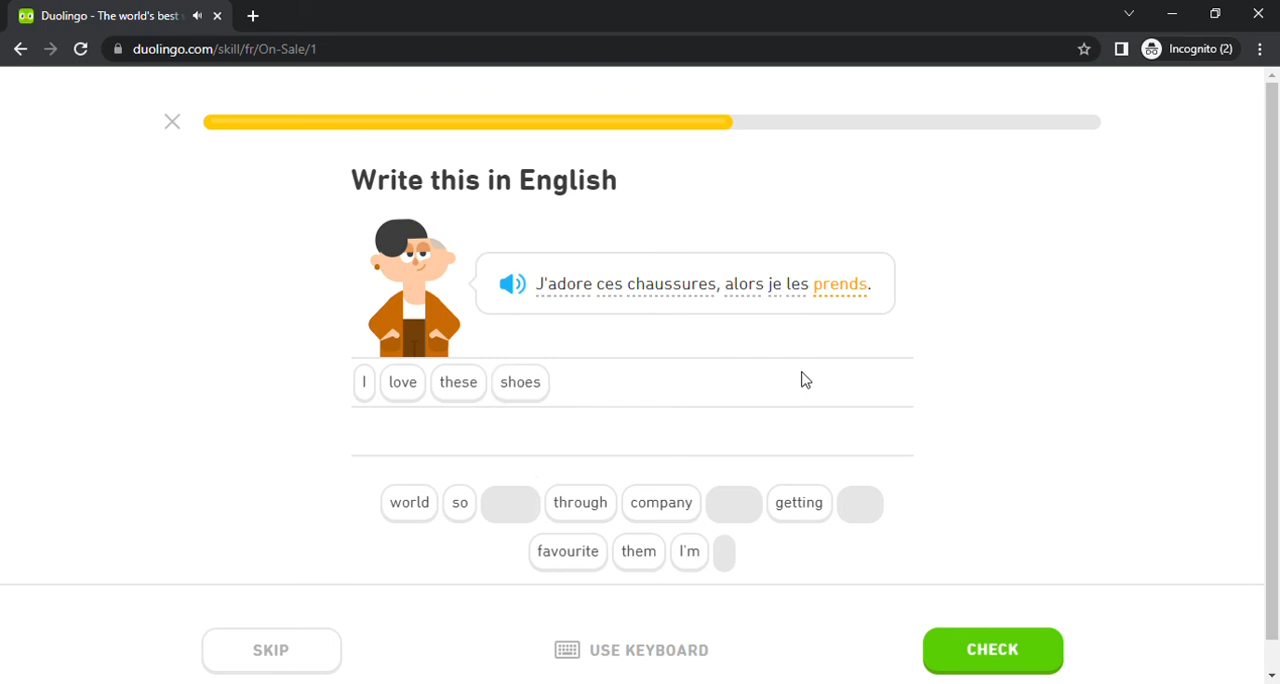 Duolingo - The world's best
duolingo.com/skill/fr/On-Sale/1
Incognito (2)
Write this in English
J'adore ces chaussures, alors je les prends.
I love these shoes
world so through company getting
favourite them I'm
SKIP USE KEYBOARD CHECK